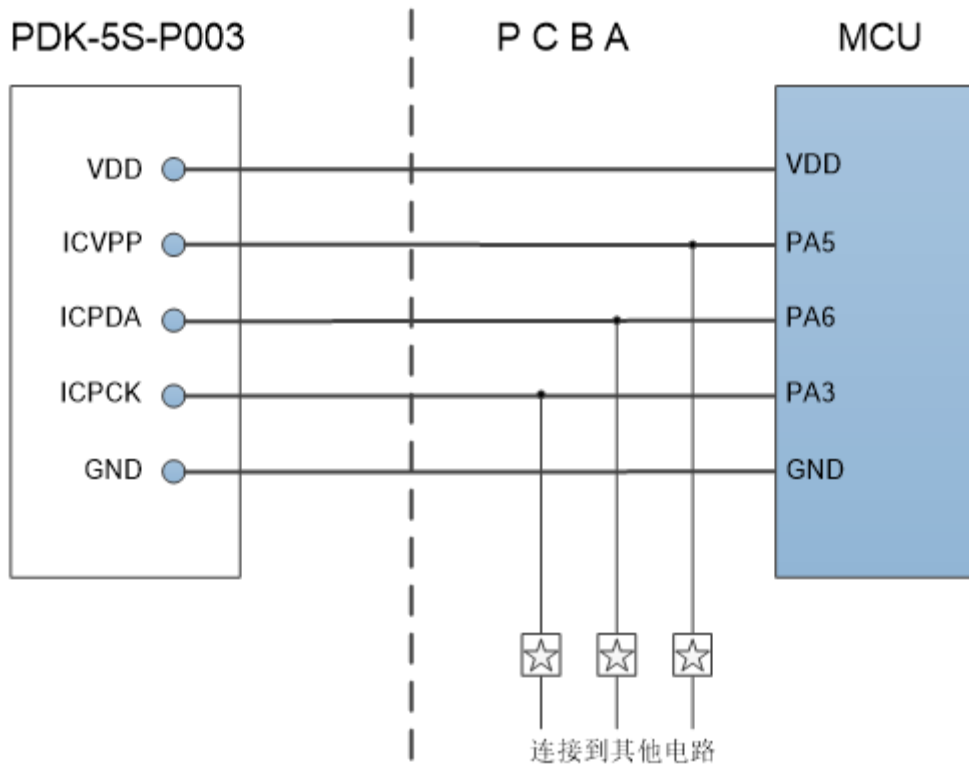 PDK-5S-P003
P C B A
MCU
VDD
VDD
ICVPP
PA5
ICPDA
PA6
ICPCK
PA3
GND
GND
连接到其他电路